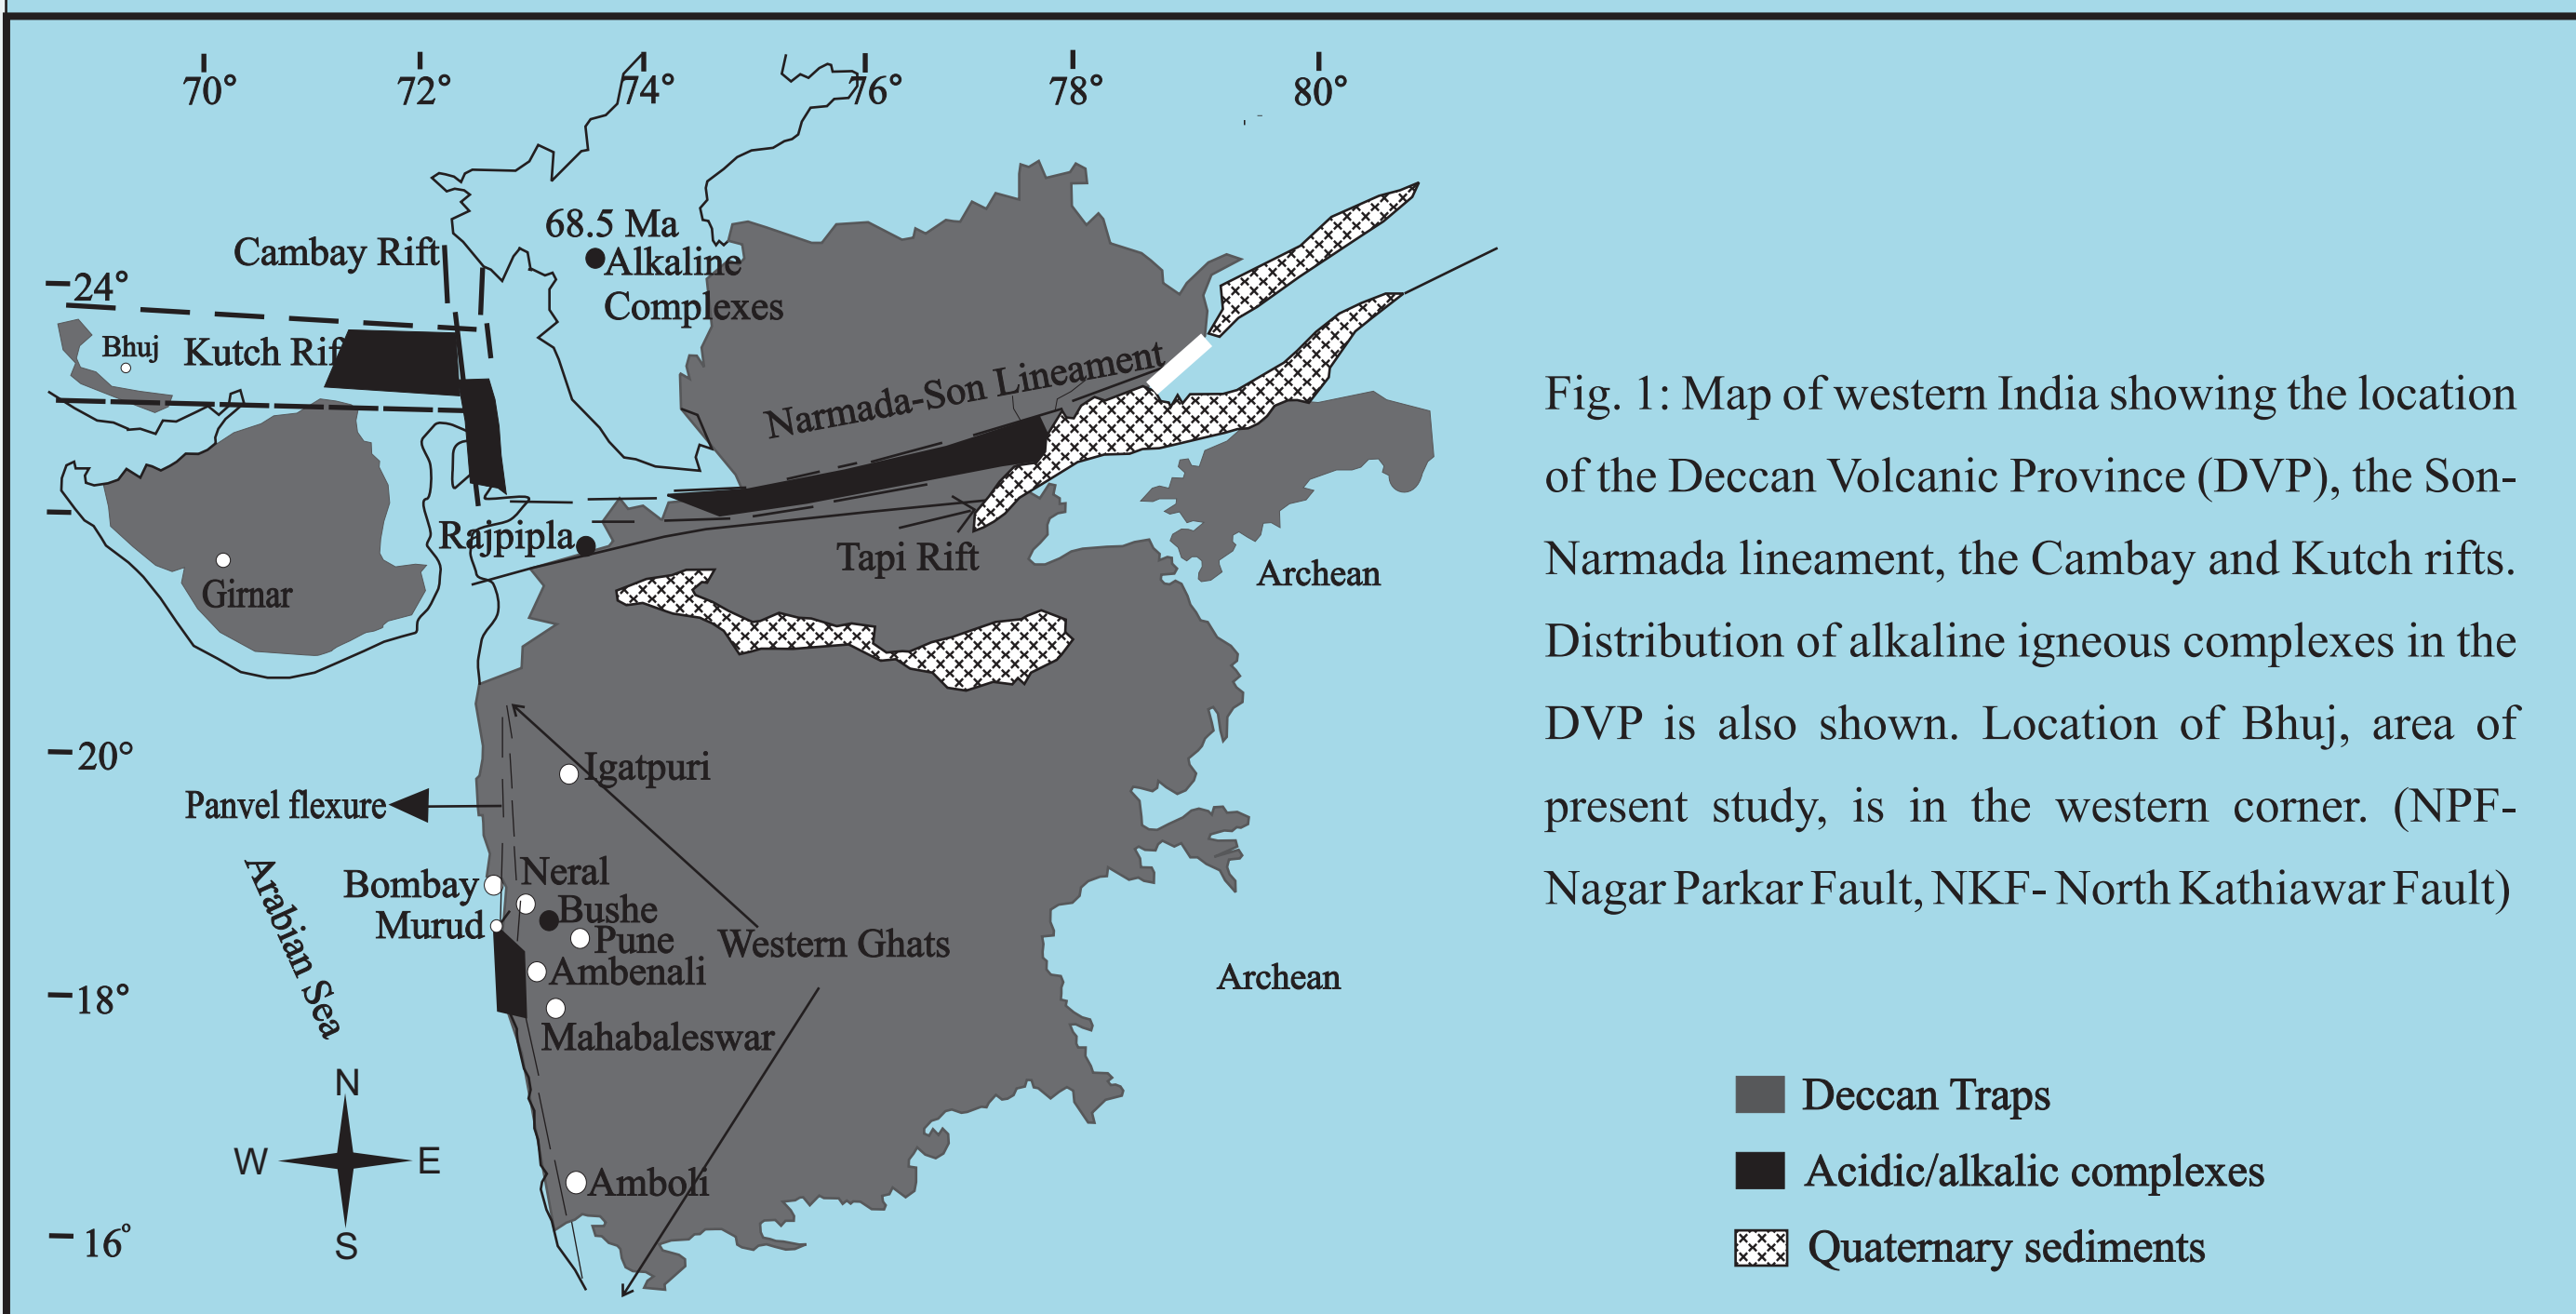 70°
72°
74°
76°
78°
80°
68.5 Ma
Cambay Rift
Alkaline
Complexes
24°
Bhuj
Kutch Rif
Narmada-Son Lineament
Rajpipla
Tapi Rift
Archean
Girnar
20°
Igatpuri
Panvel flexure
Arabian Sea
Bombay
Neral
Murud
Bushe
Pune
Western Ghats
Ambenali
Archean
18°
Mahabaleswar
N
W
E
S
Amboli
16°
Fig. 1: Map of western India showing the location
of the Deccan Volcanic Province (DVP), the Son-
Narmada lineament, the Cambay and Kutch rifts.
Distribution of alkaline igneous complexes in the
DVP is also shown. Location of Bhuj, area of
present study, is in the western corner. (NPF-
Nagar Parkar Fault, NKF- North Kathiawar Fault)
Deccan Traps
Acidic/alkalic complexes
Quaternary sediments